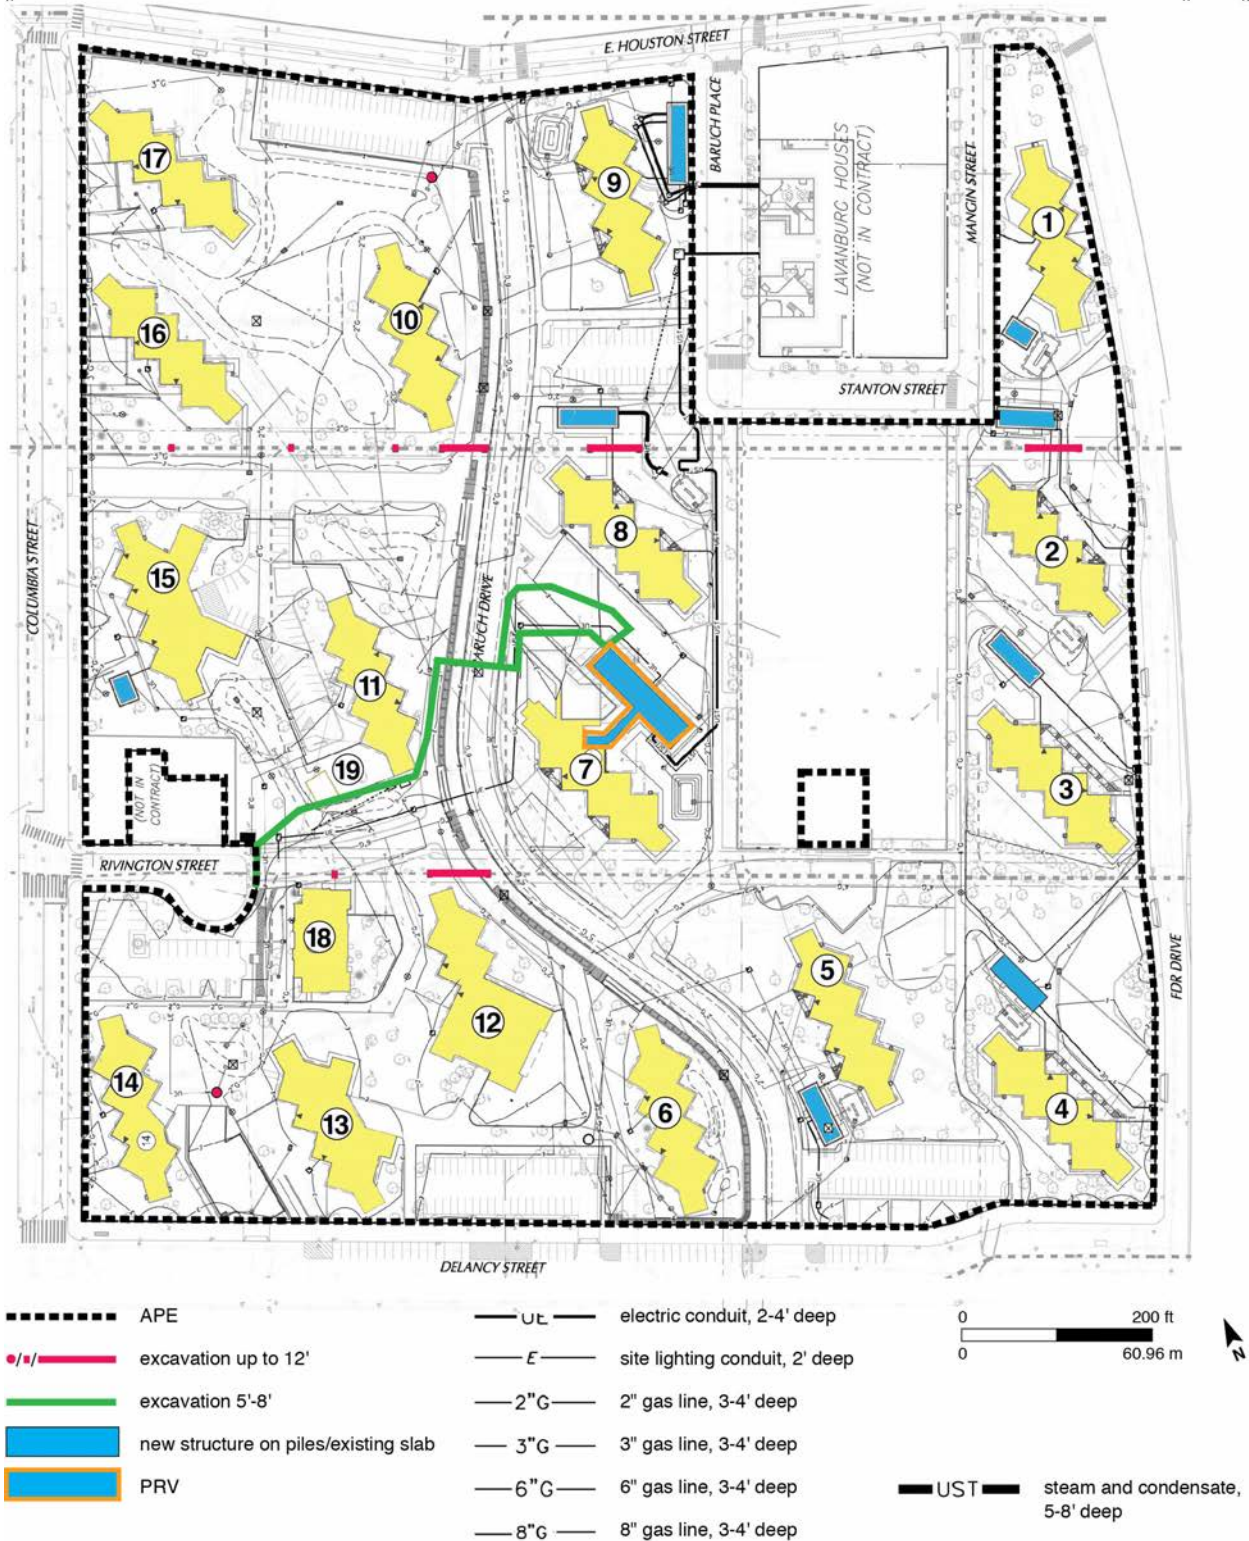 E. HOUSTON STREET
BARUCH PLACE
3"G
17
9
LAVANBURG HOUSES
(NOT IN CONTRACT)
MANGIN STREET
1
10
16
STANTON STREET
3"G
COLUMBIA STREET
8
2
15
BARUCH DRIVE
UST
11
UST
7
19
3
(NOT IN
CONTRACT)
RIVINGTON STREET
18
5
FDR DRIVE
12
14
14
13
6
4
DELANCY STREET
APE
UE
electric conduit, 2-4' deep
0
200 ft
0
60.96 m
N
excavation up to 12'
E
site lighting conduit, 2' deep
excavation 5'-8'
2"G
2" gas line, 3-4' deep
new structure on piles/existing slab
3"G
3" gas line, 3-4' deep
PRV
6"G
6" gas line, 3-4' deep
UST
steam and condensate,
5-8' deep
8"G
8" gas line, 3-4' deep